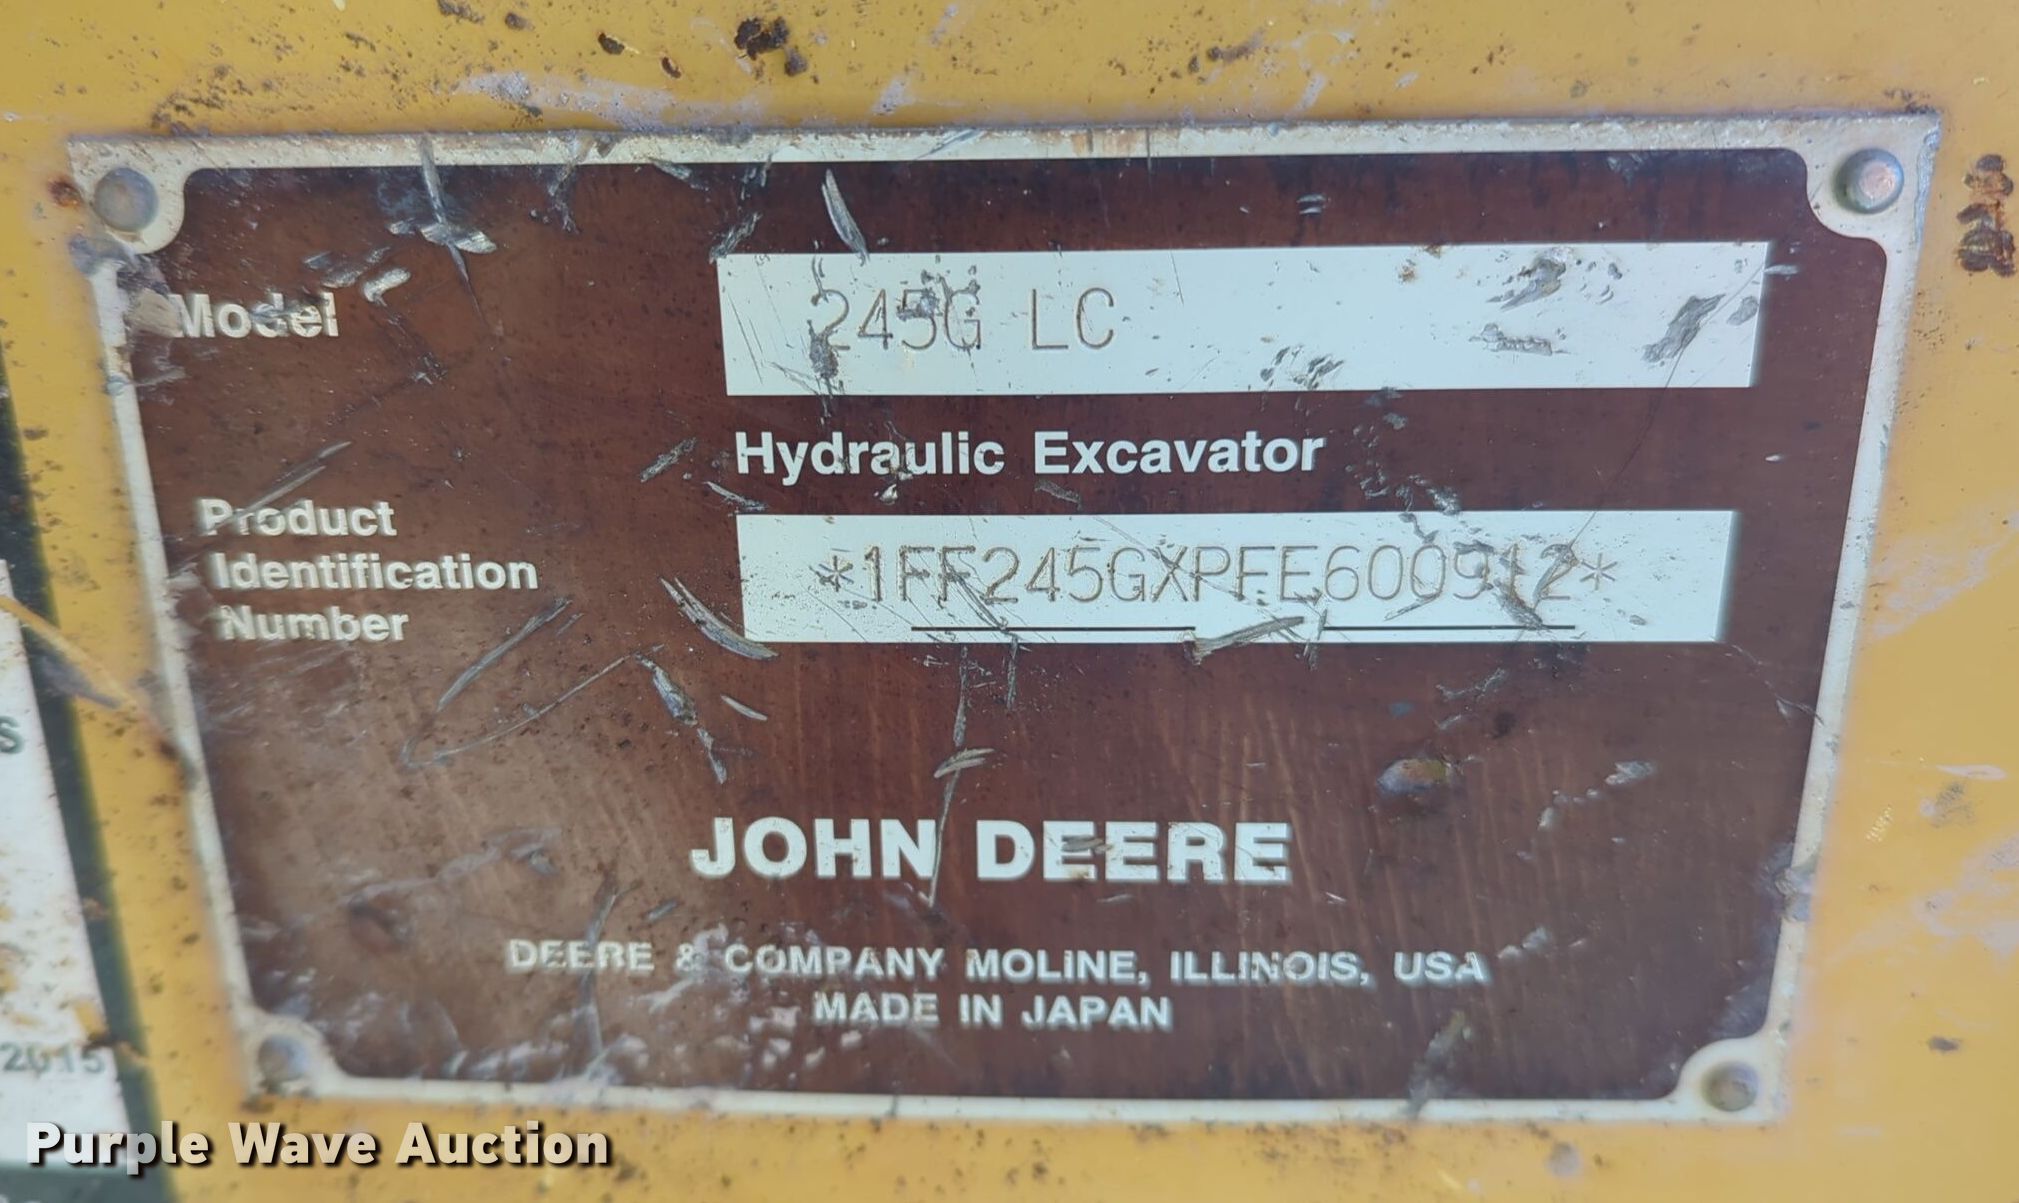 Model
245G LC
Hydraulic Excavator
Product
Identification
Number
*1FF245GXPFE600912*
JOHN DEERE
DEERE & COMPANY MOLINE, ILLINOIS, USA
MADE IN JAPAN
S
2015
Purple Wave Auction